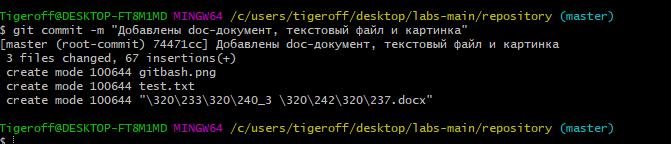 Tigeroff@DESKTOP-FT8M1MD MINGW64 /c/users/tigeroff/desktop/labs-main/repository (master)
$ git commit -m "Добавлены doc-документ, текстовый файл и картинка"
[master (root-commit) 74471cc] Добавлены doc-документ, текстовый файл и картинка
 3 files changed, 67 insertions(+)
 create mode 100644 gitbash.png
 create mode 100644 test.txt
 create mode 100644 "\320\233\320\240_3 \320\242\320\237.docx"
Tigeroff@DESKTOP-FT8M1MD MINGW64 /c/users/tigeroff/desktop/labs-main/repository (master)
$